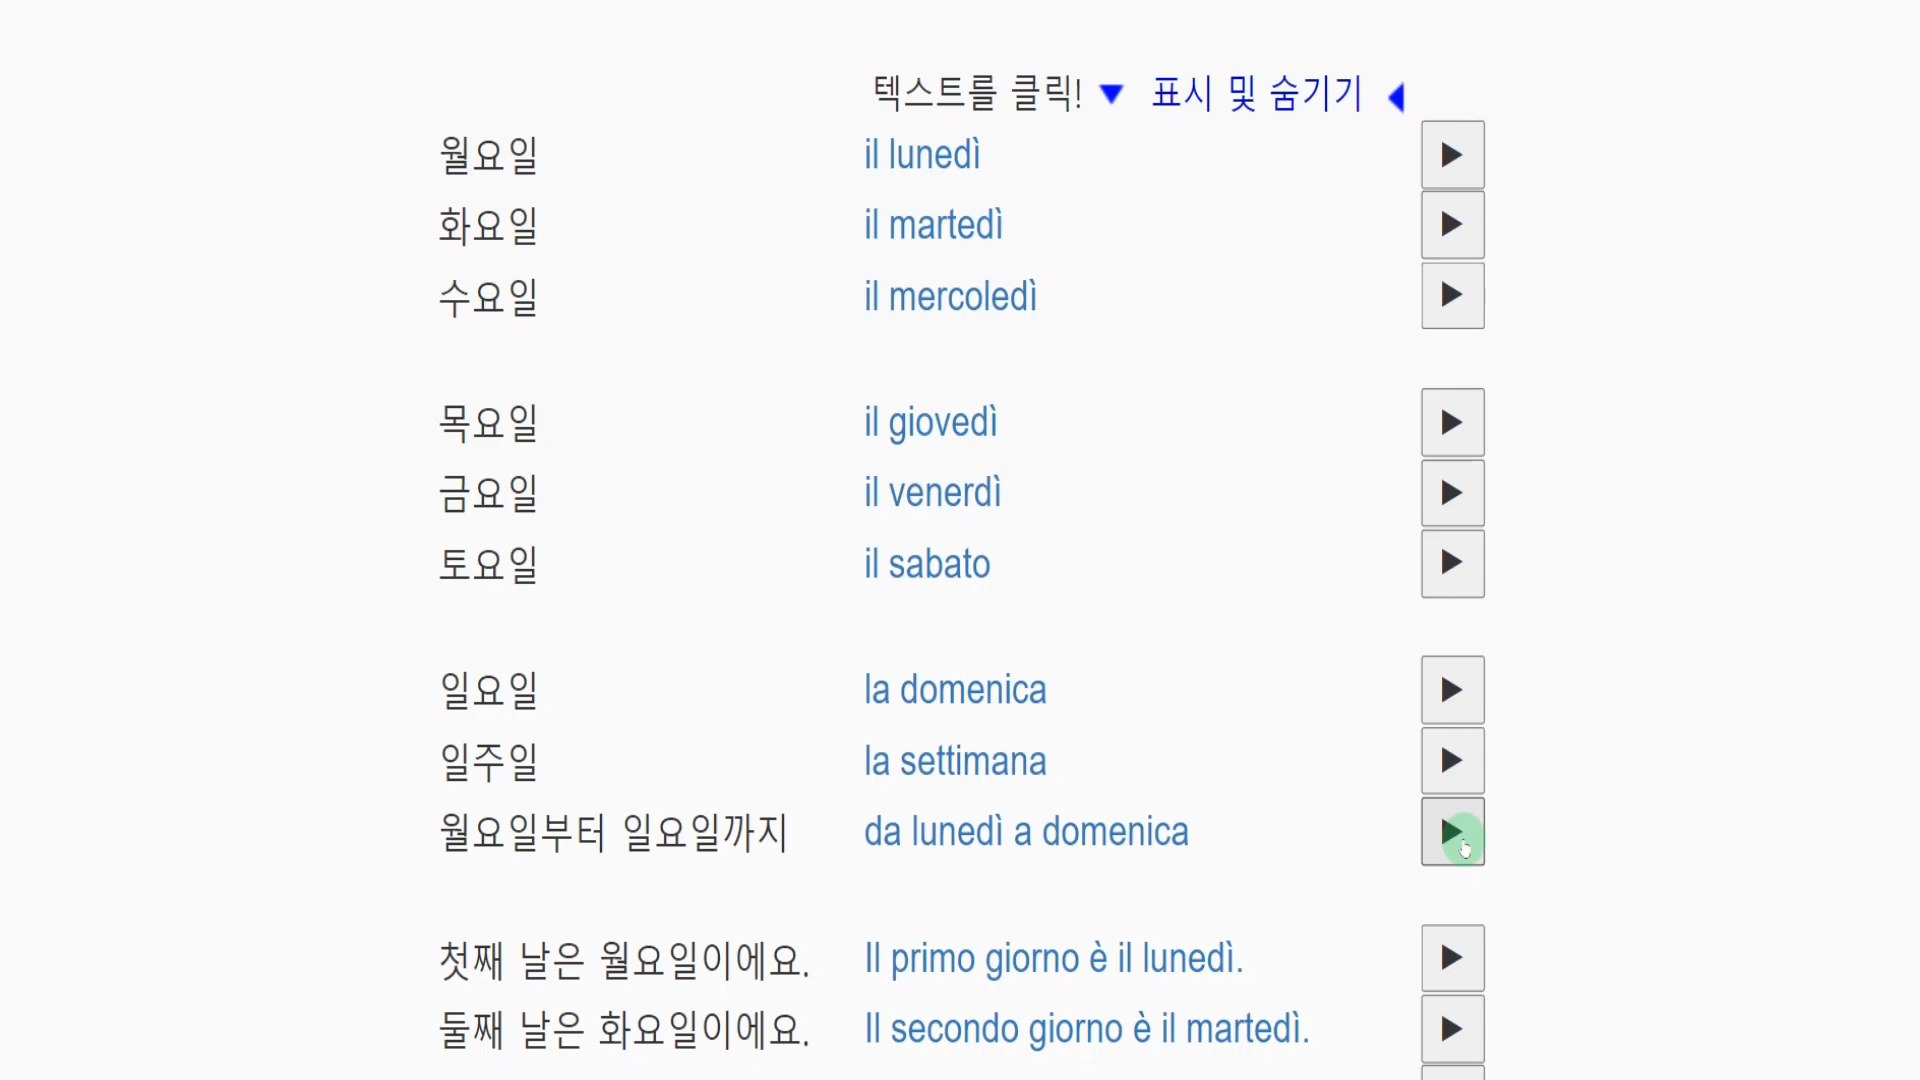 텍스트를 클릭! ▼ 표시 및 숨기기 ◀
월요일 il lunedì
화요일 il martedì
수요일 il mercoledì
목요일 il giovedì
금요일 il venerdì
토요일 il sabato
일요일 la domenica
일주일 la settimana
월요일부터 일요일까지 da lunedì a domenica
첫째 날은 월요일이에요. Il primo giorno è il lunedì.
둘째 날은 화요일이에요. Il secondo giorno è il martedì.